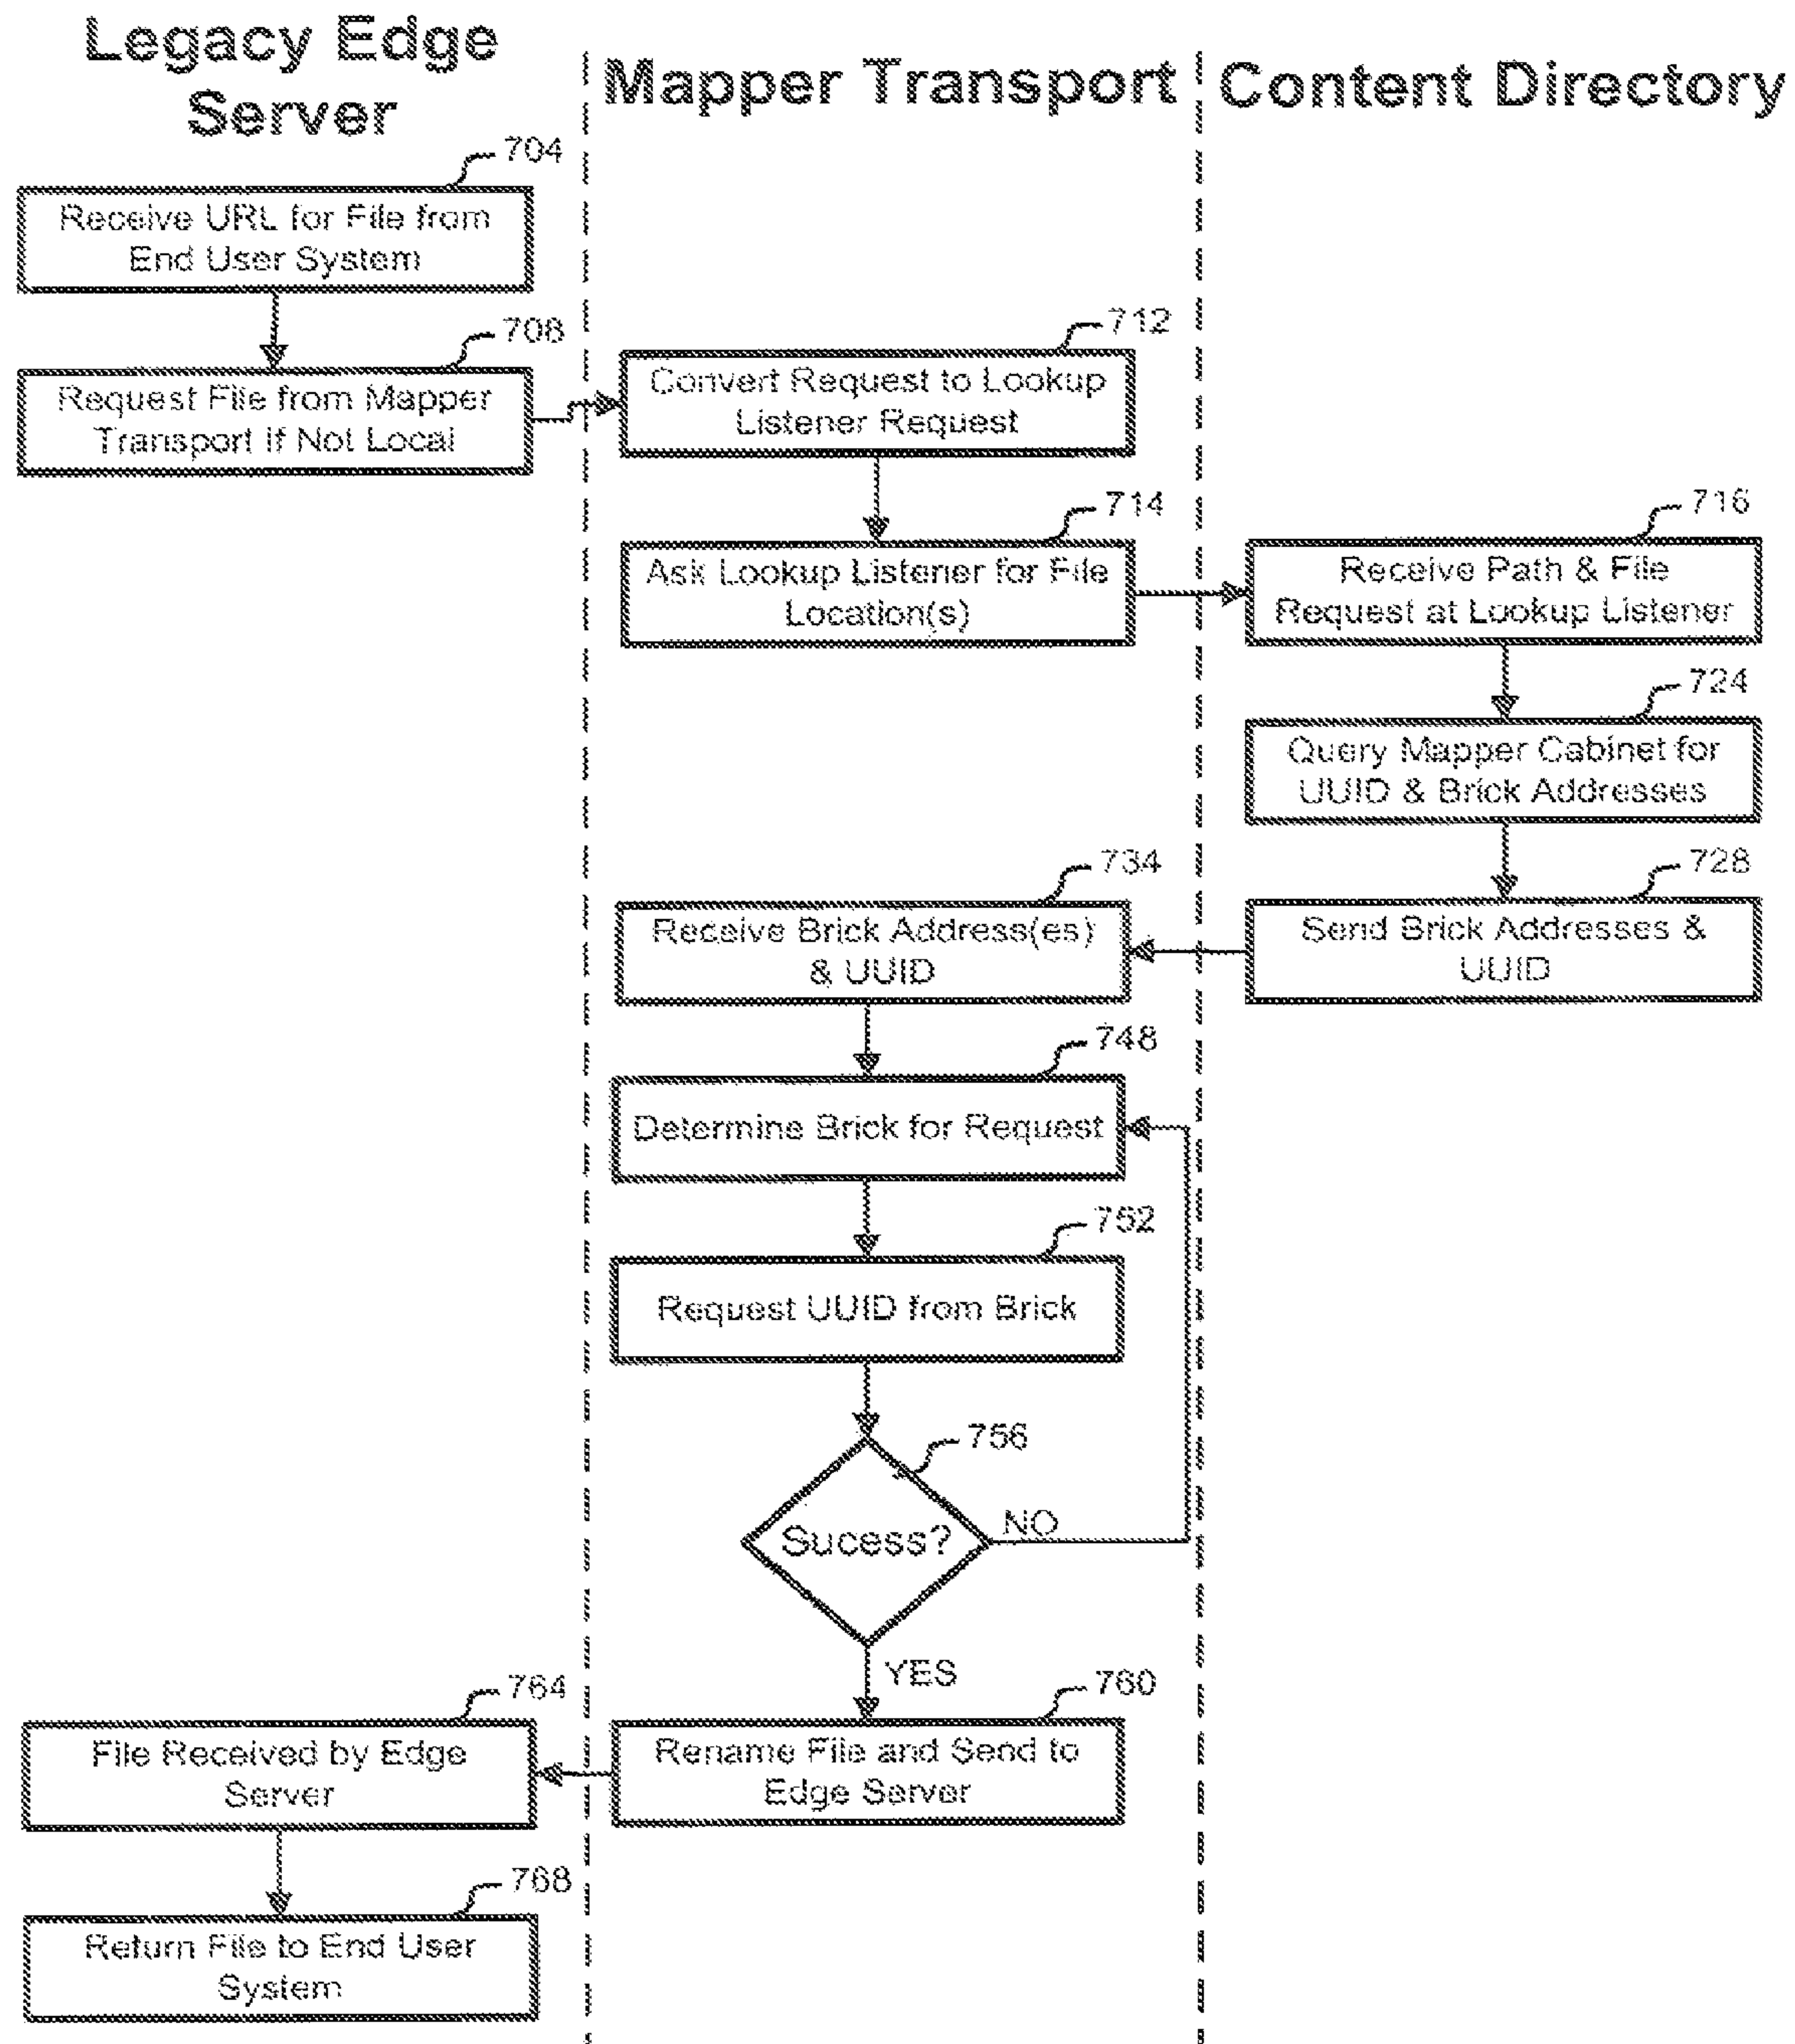 Legacy Edge
Server
Mapper Transport
Content Directory
704
Receive URL for File from
End User System
708
Request File from Mapper
Transport if Not Local
712
Convert Request to Lookup
Listener Request
714
Ask Lookup Listener for File
Location(s)
716
Receive Path & File
Request at Lookup Listener
724
Query Mapper Cabinet for
UUID & Brick Addresses
728
Send Brick Addresses &
UUID
734
Receive Brick Address(es)
& UUID
748
Determine Brick for Request
752
Request UUID from Brick
756
Sucess?
NO
YES
760
Rename File and Send to
Edge Server
764
File Received by Edge
Server
768
Return File to End User
System